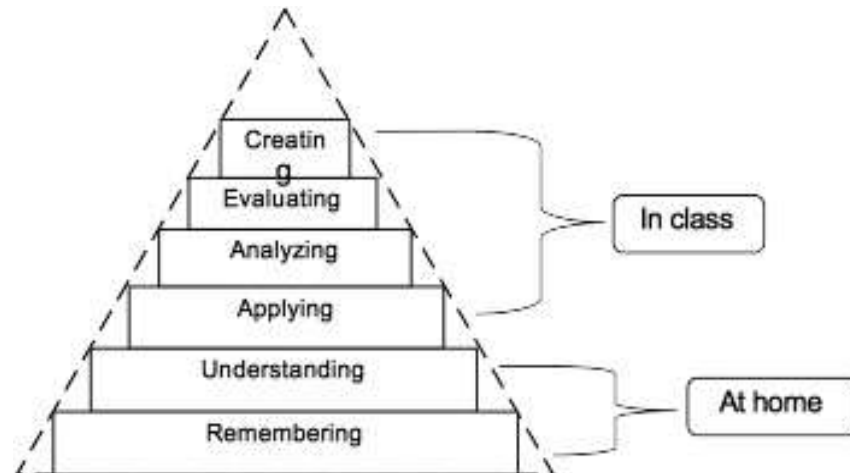 Creatin
g
Evaluating
In class
Analyzing
Applying
Understanding
At home
Remembering